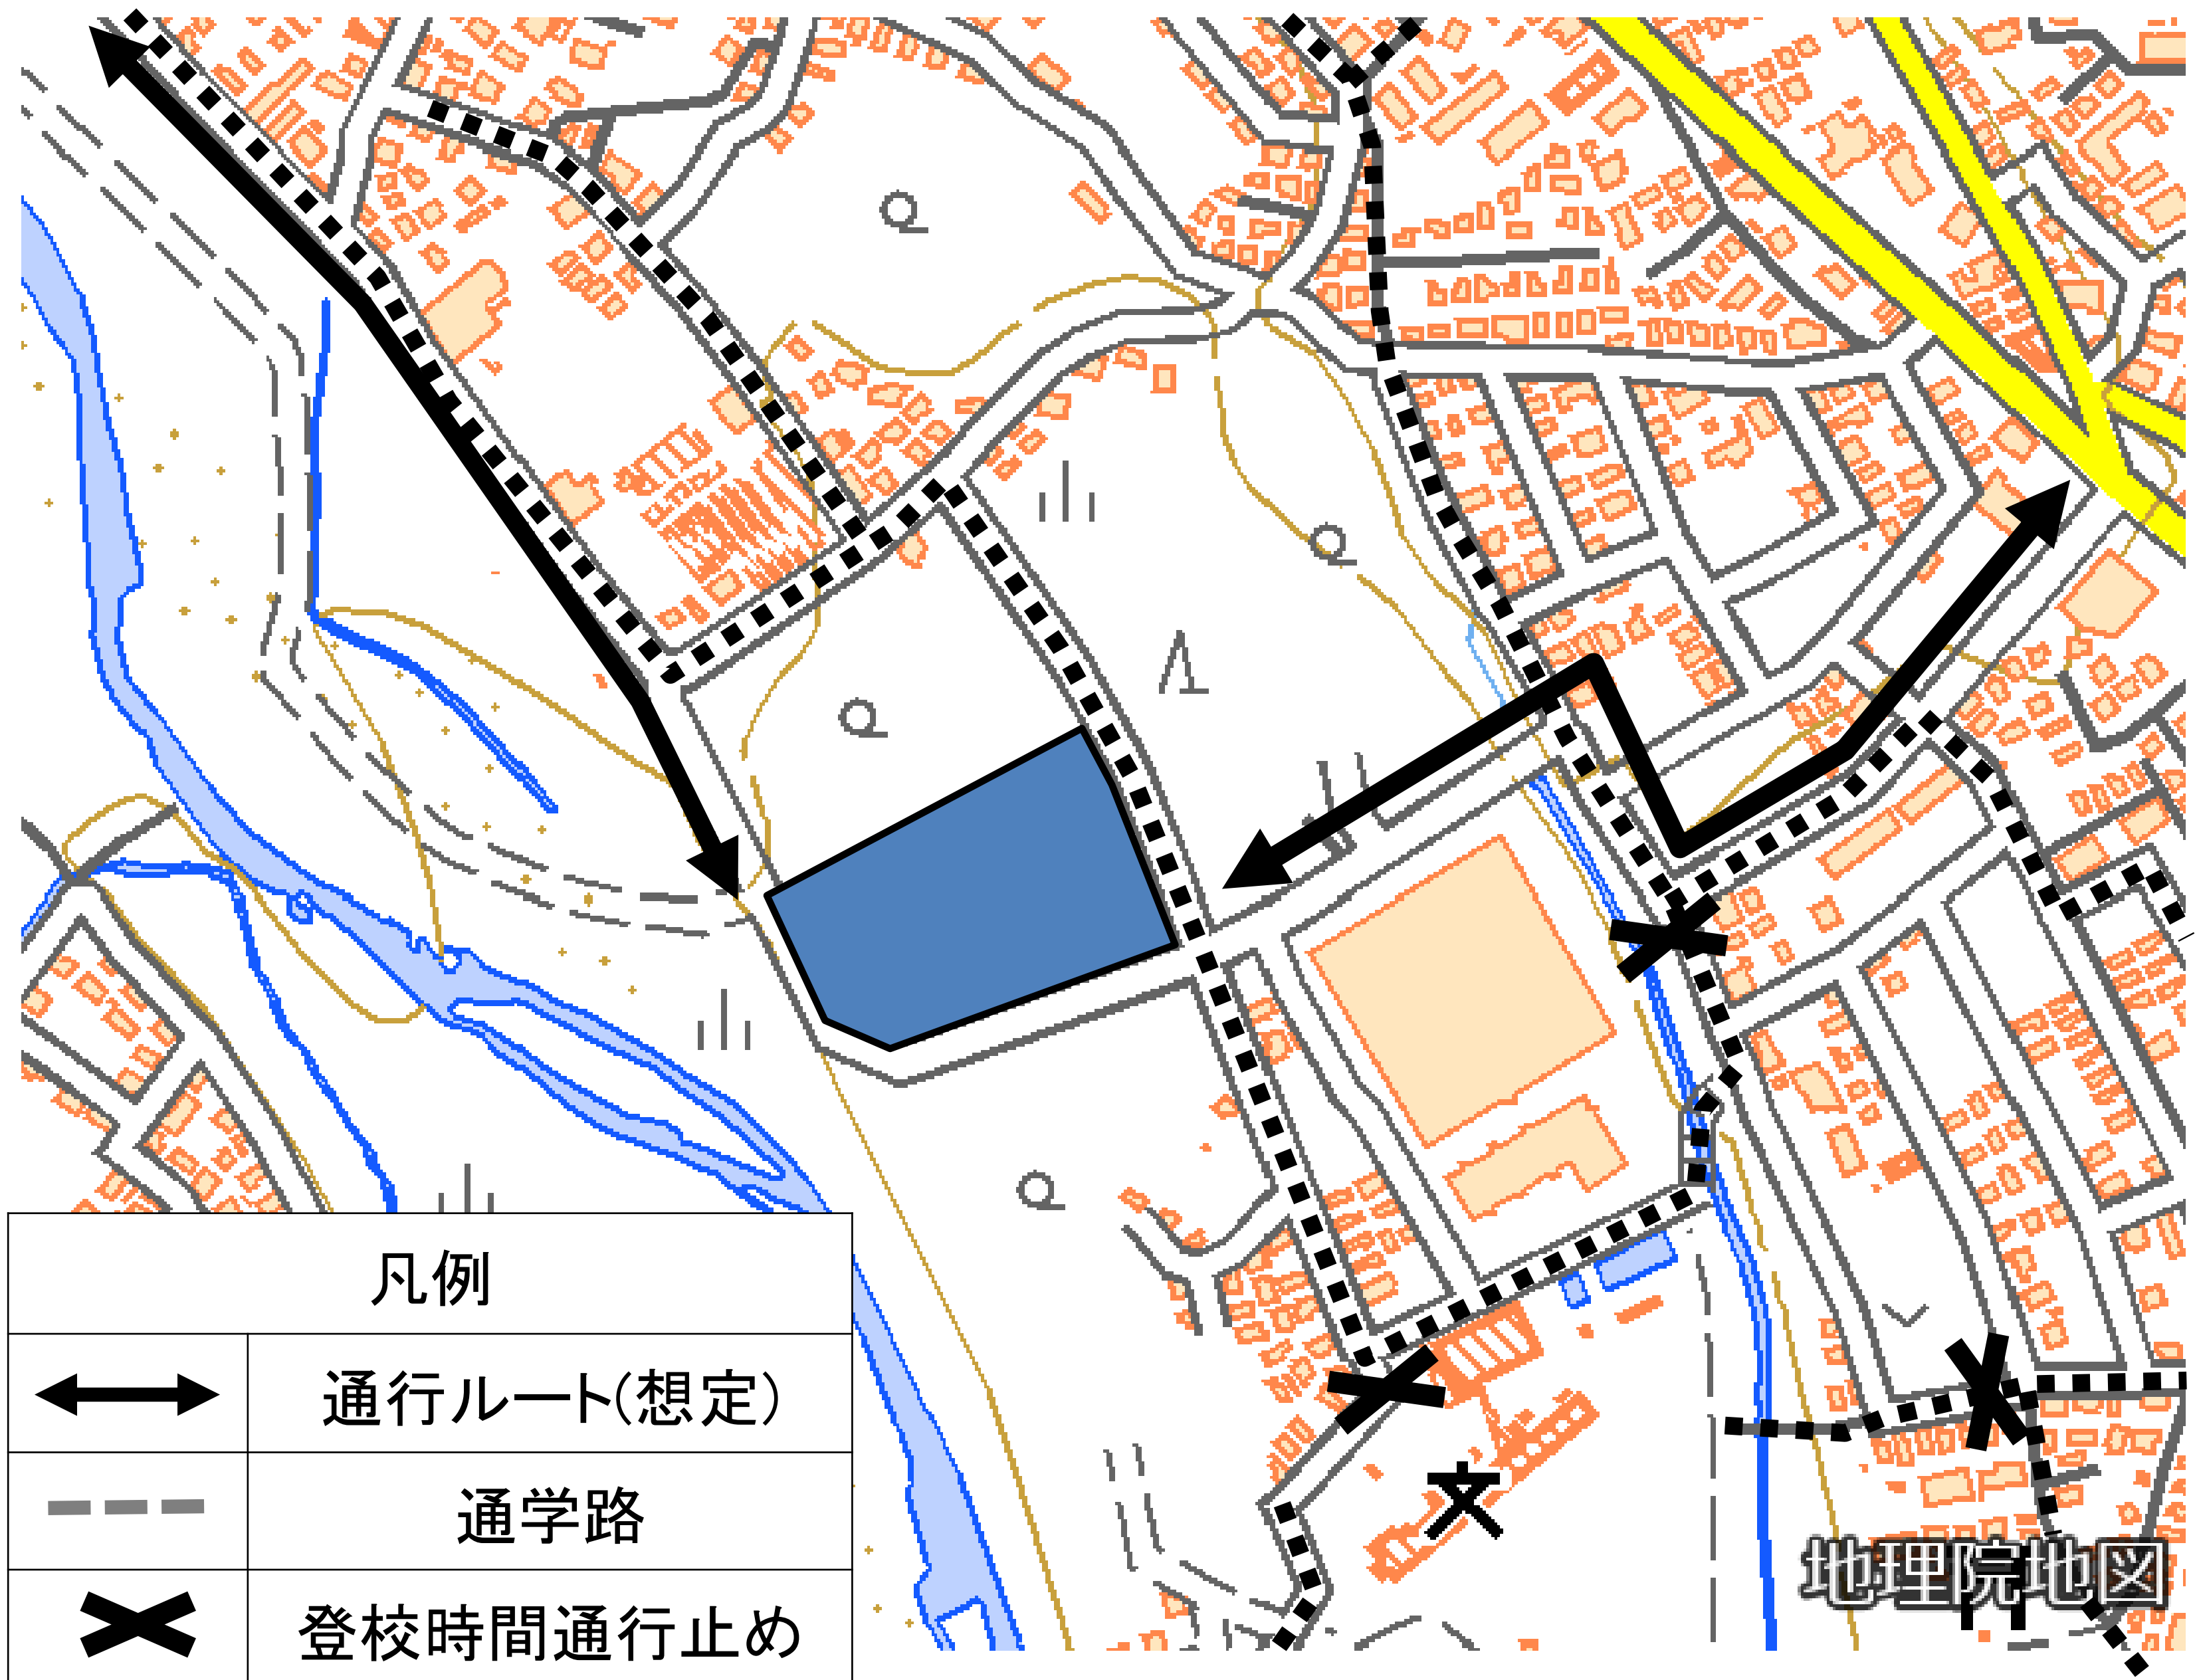 凡例
通行ルート(想定)
通学路
登校時間通行止め
地理院地図